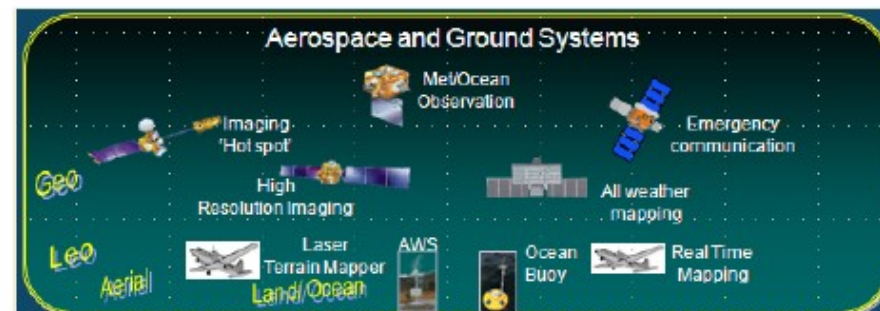 Aerospace and Ground Systems
Met/Ocean
Observation
Imaging
'Hot spot'
Emergency
communication
Geo
High
Resolution Imaging
All weather
mapping
Leo
Laser
Terrain Mapper
AWS
Ocean
Buoy
Real Time
Mapping
Aerial
Land/Ocean